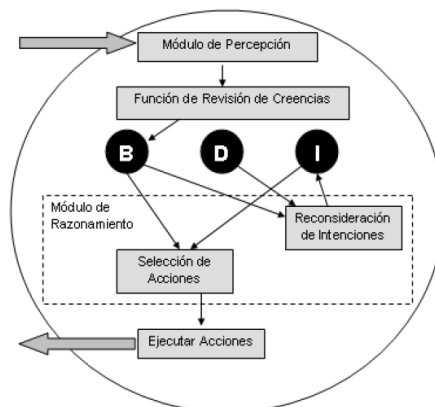 Módulo de Percepción
Función de Revisión de Creencias
B
D
I
Módulo de
Razonamiento
Reconsideración
de Intenciones
Selección de
Acciones
Ejecutar Acciones